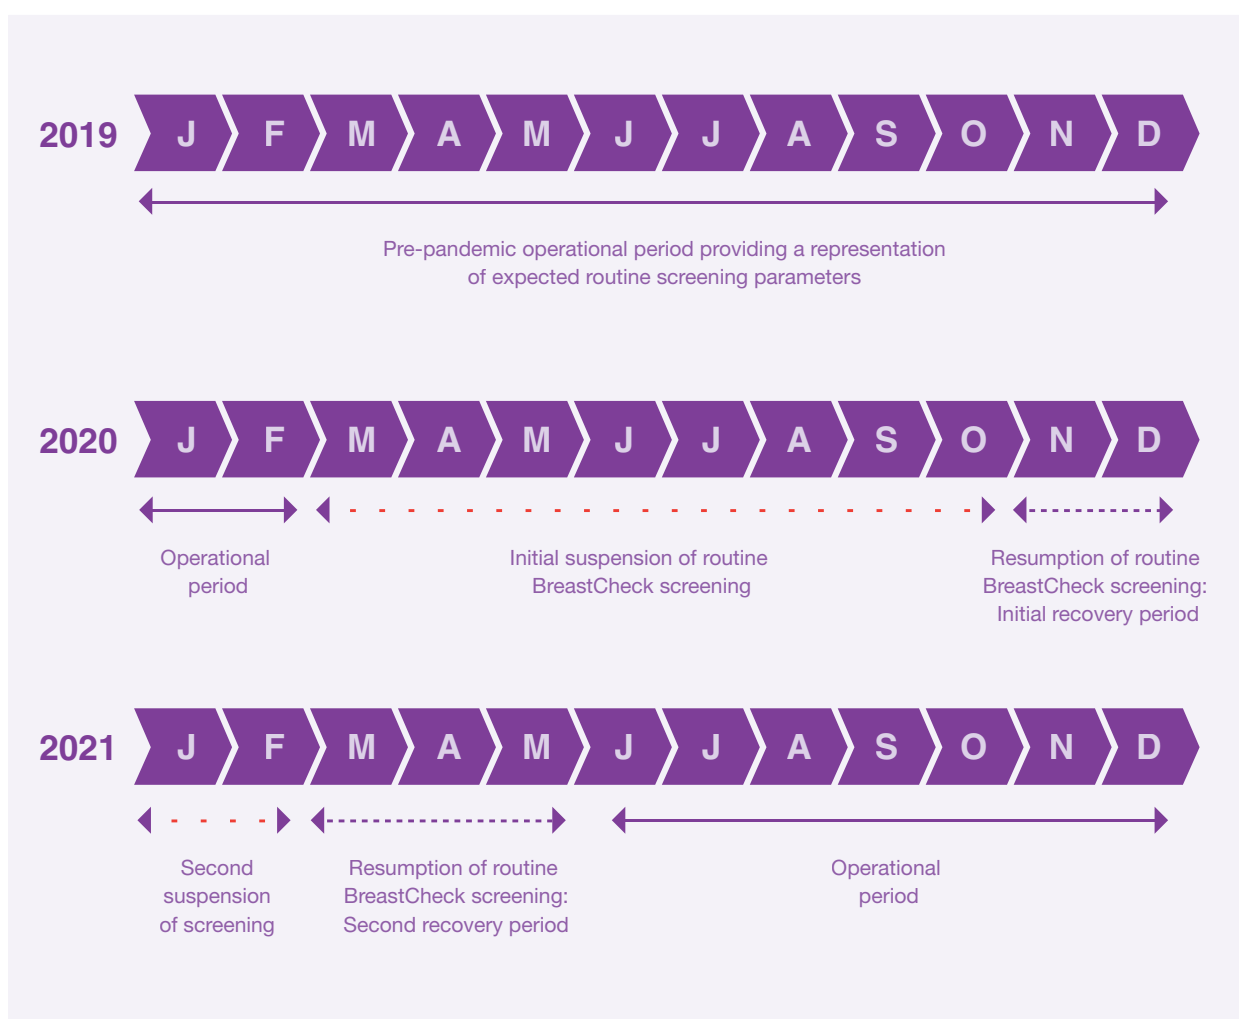 2019 J F M A M J J A S O N D
Pre-pandemic operational period providing a representation
of expected routine screening parameters
2020 J F M A M J J A S O N D
Operational
period
Initial suspension of routine
BreastCheck screening
Resumption of routine
BreastCheck screening:
Initial recovery period
2021 J F M A M J J A S O N D
Second
suspension
of screening
Resumption of routine
BreastCheck screening:
Second recovery period
Operational
period